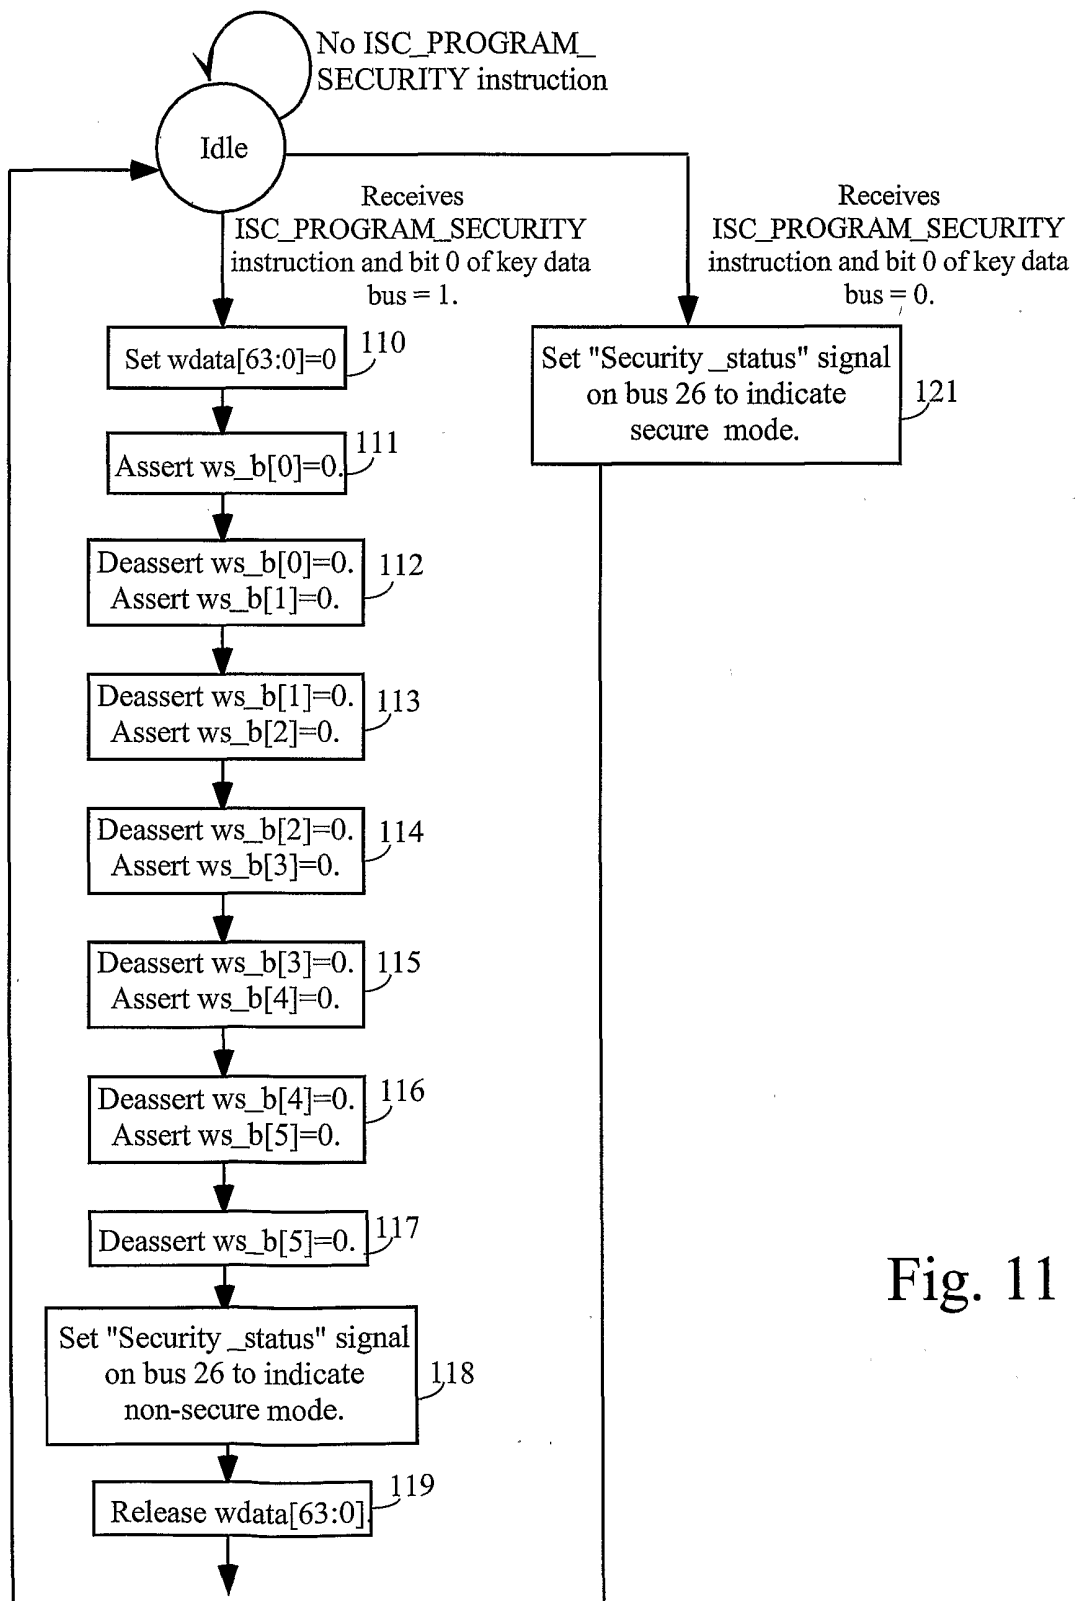 No ISC_PROGRAM_
SECURITY instruction
Idle
Receives
ISC_PROGRAM_SECURITY
instruction and bit 0 of key data
bus = 1.
Receives
ISC_PROGRAM_SECURITY
instruction and bit 0 of key data
bus = 0.
Set wdata[63:0]=0
110
Set "Security _status" signal
on bus 26 to indicate
secure mode.
121
Assert ws_b[0]=0.
111
Deassert ws_b[0]=0.
Assert ws_b[1]=0.
112
Deassert ws_b[1]=0.
Assert ws_b[2]=0.
113
Deassert ws_b[2]=0.
Assert ws_b[3]=0.
114
Deassert ws_b[3]=0.
Assert ws_b[4]=0.
115
Deassert ws_b[4]=0.
Assert ws_b[5]=0.
116
Deassert ws_b[5]=0.
117
Set "Security _status" signal
on bus 26 to indicate
non-secure mode.
118
Release wdata[63:0].
119
Fig. 11